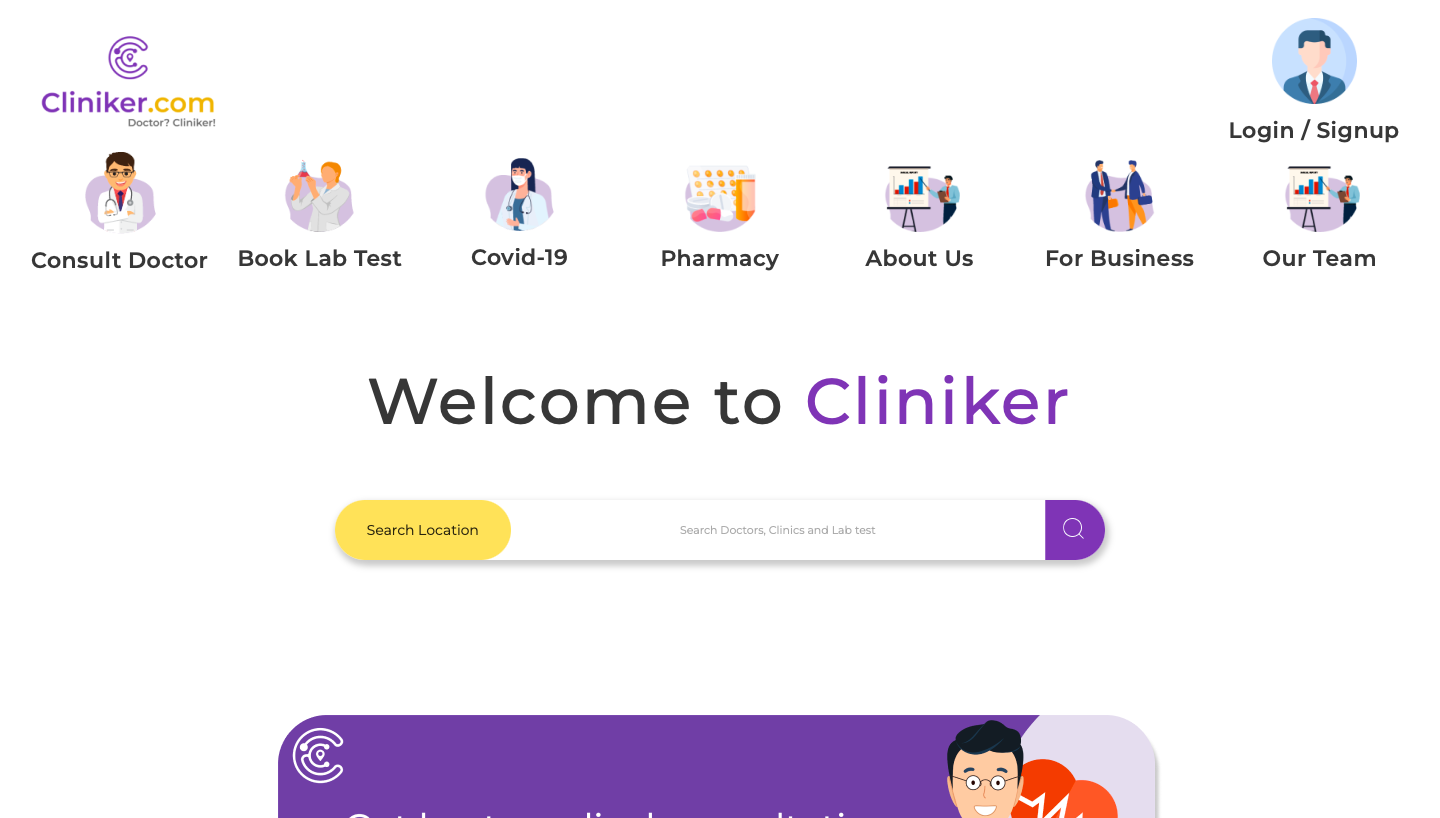 Cliniker.com
Doctor? Cliniker!
Login / Signup
Consult Doctor
Book Lab Test
Covid-19
Pharmacy
About Us
For Business
Our Team
Welcome to Cliniker
Search Location
Search Doctors, Clinics and Lab test